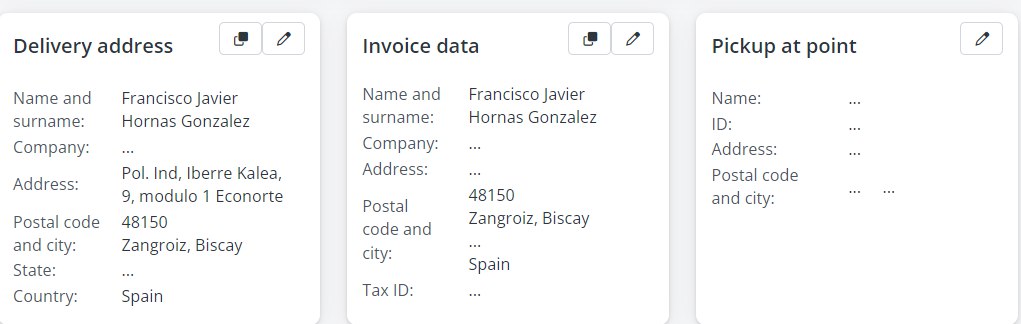 Delivery address
Name and Francisco Javier
surname: Hornas Gonzalez
Company: ...
Address: Pol. Ind, Iberre Kalea,
9, modulo 1 Econorte
Postal code 48150
and city: Zangroiz, Biscay
State: ...
Country: Spain
Invoice data
Name and Francisco Javier
surname: Hornas Gonzalez
Company: ...
Address: ...
Postal code and city: 48150
Zangroiz, Biscay
...
Spain
Tax ID: ...
Pickup at point
Name: ...
ID: ...
Address: ...
Postal code
and city: ... ...